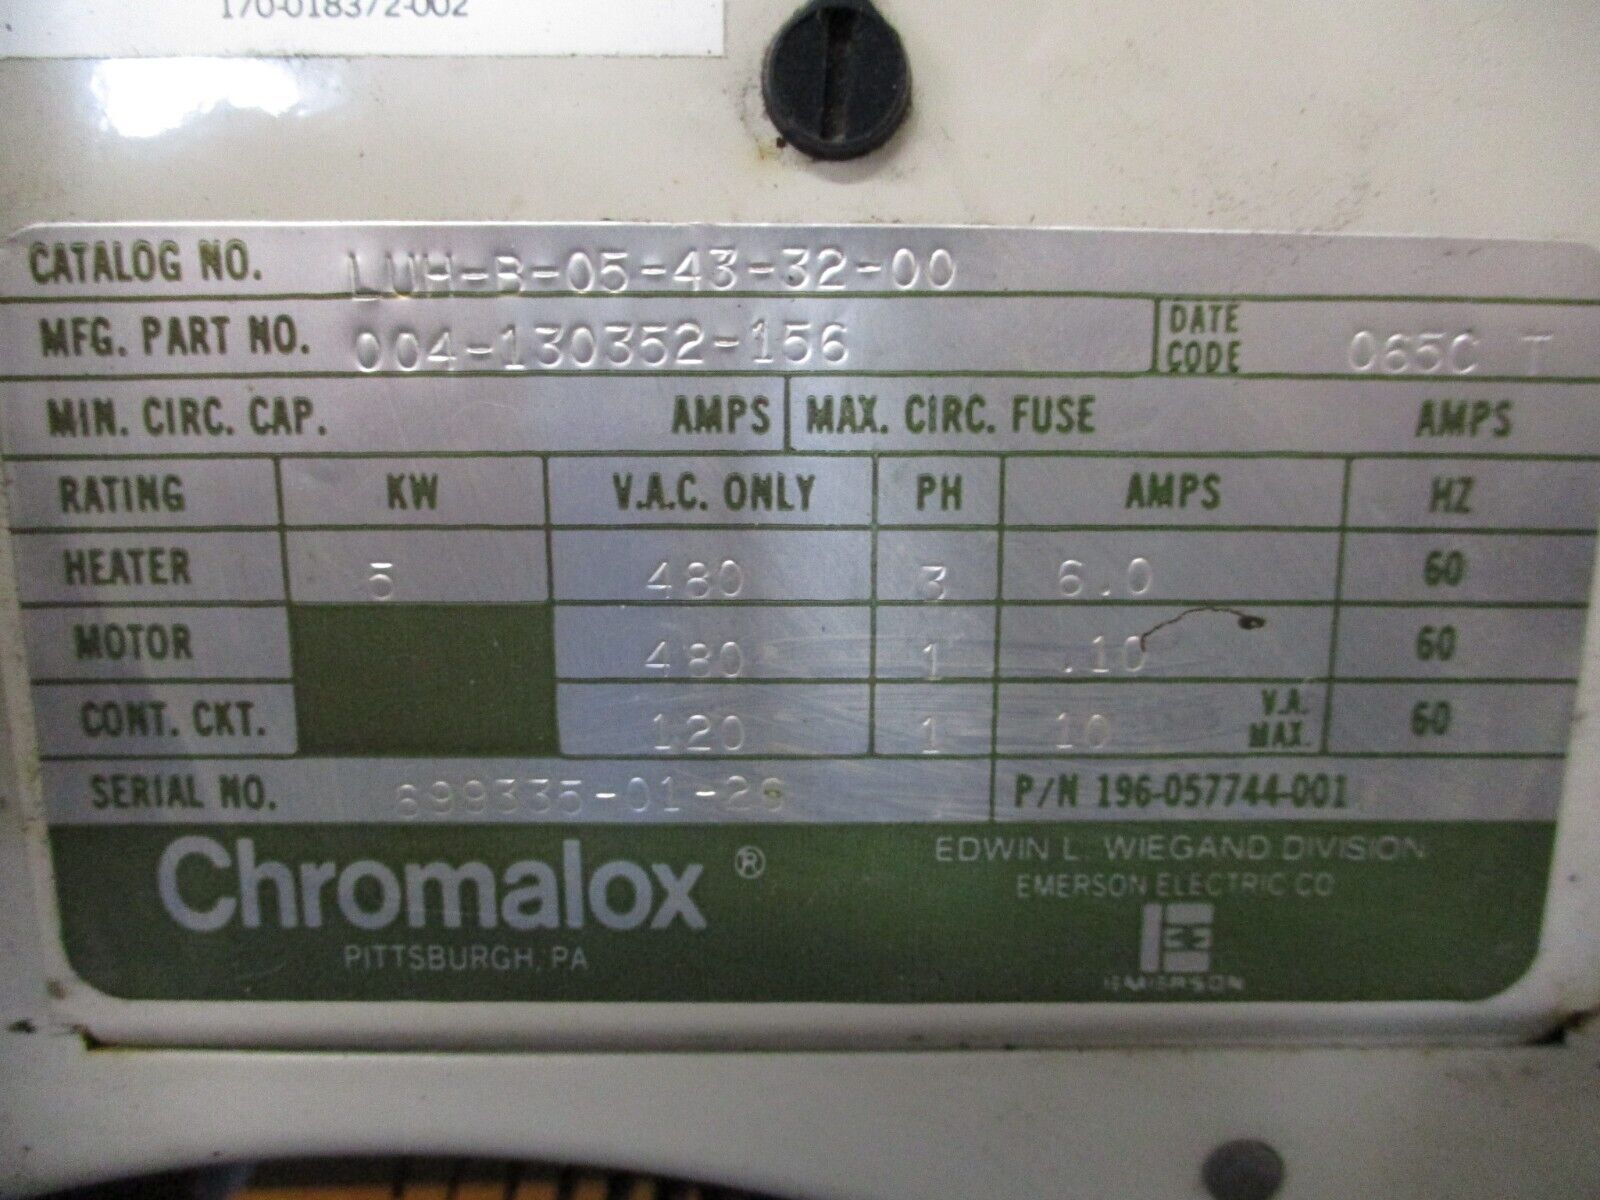 170-018372-002
CATALOG NO. LUH-B-05-43-32-00
MFG. PART NO. 004-130352-156 DATE CODE 065C T
MIN. CIRC. CAP. AMPS MAX. CIRC. FUSE AMPS
RATING KW V.A.C. ONLY PH AMPS HZ
HEATER 5 480 3 6.0 60
MOTOR 480 1 .10 60
CONT. CKT. 120 1 10 V.A. MAX. 60
SERIAL NO. P/N 196-057744-001
Chromalox ®
PITTSBURGH, PA
EDWIN L. WIEGAND DIVISION
EMERSON ELECTRIC CO
EMERSON